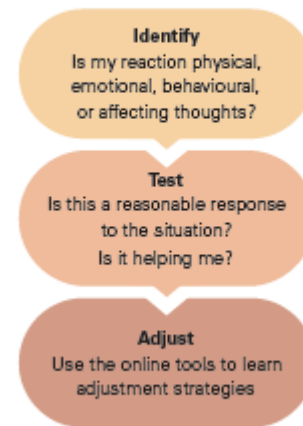 Identify
Is my reaction physical,
emotional, behavioural,
or affecting thoughts?
Test
Is this a reasonable response
to the situation?
Is it helping me?
Adjust
Use the online tools to learn
adjustment strategies